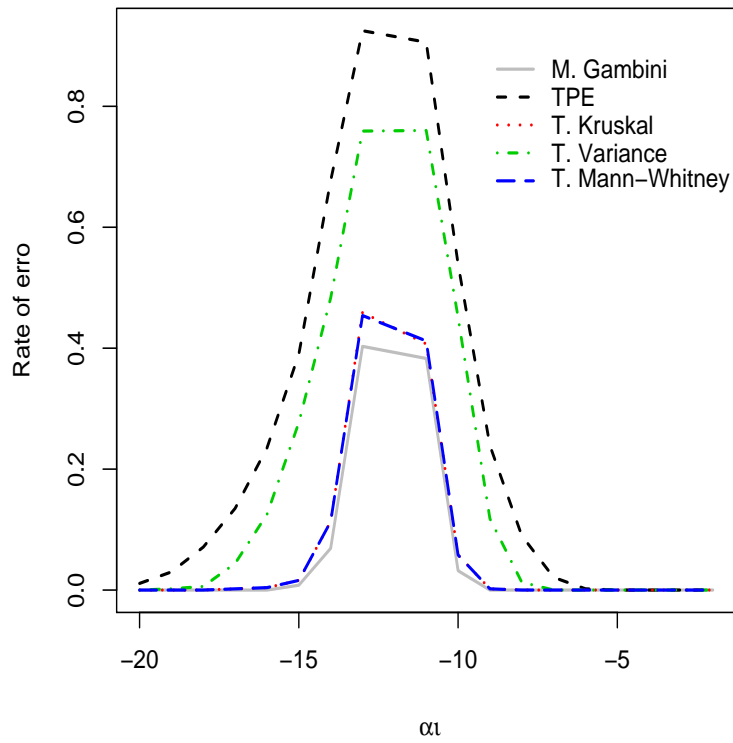 M. Gambini
TPE
T. Kruskal
T. Variance
T. Mann−Whitney
Rate of erro
0.8
0.6
0.4
0.2
0.0
−20
−15
−10
−5
αι